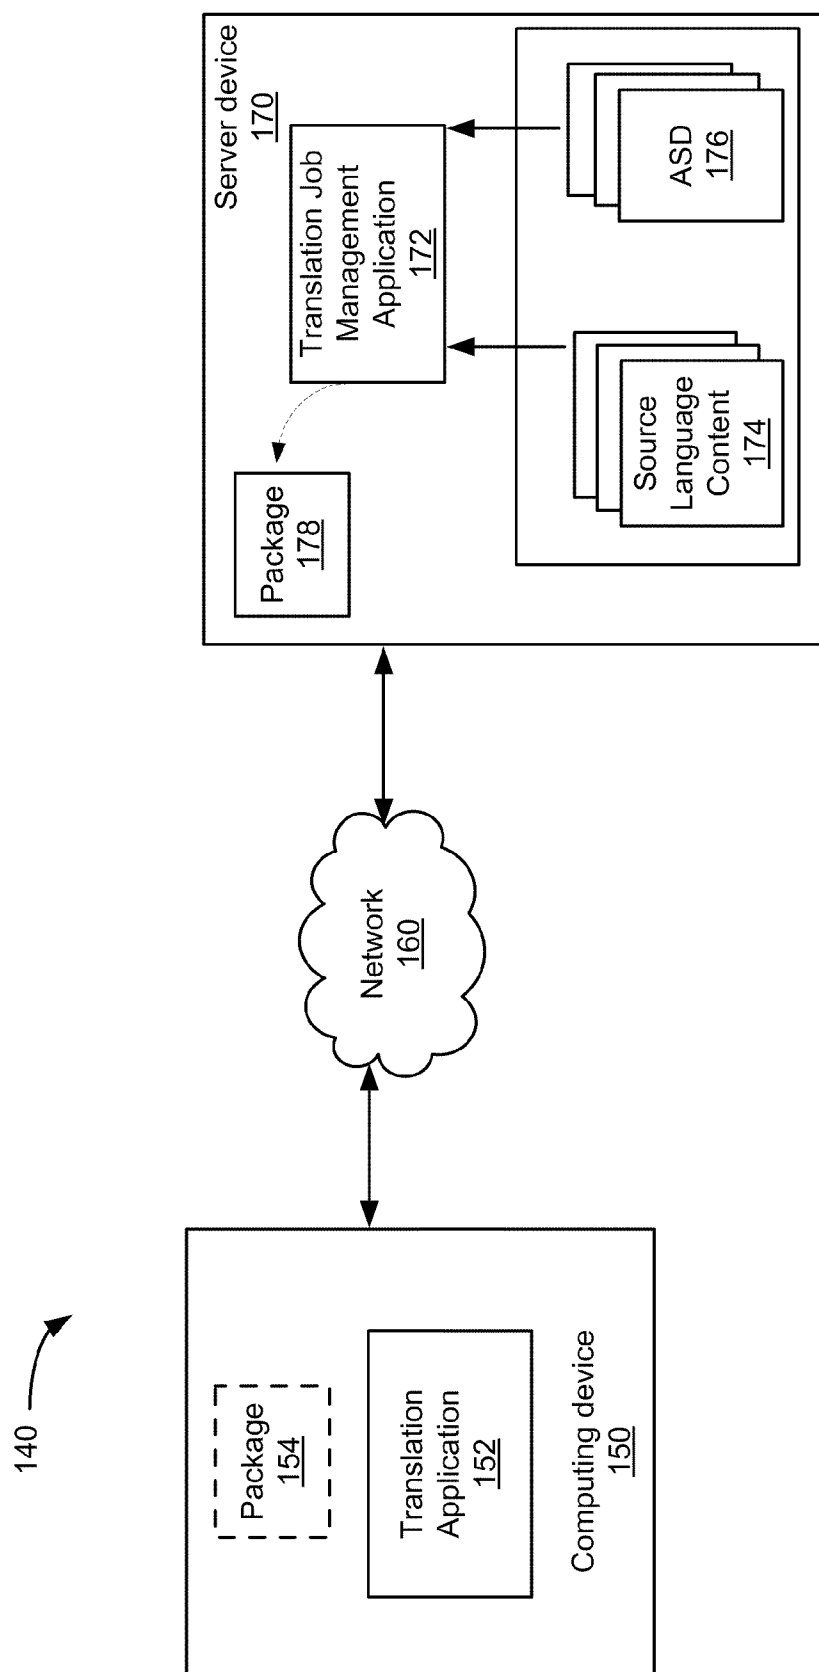 140
Package
154
Translation
Application
152
Computing device
150
Network
160
Server device
170
Package
178
Translation Job
Management
Application
172
Source
Language
Content
174
ASD
176